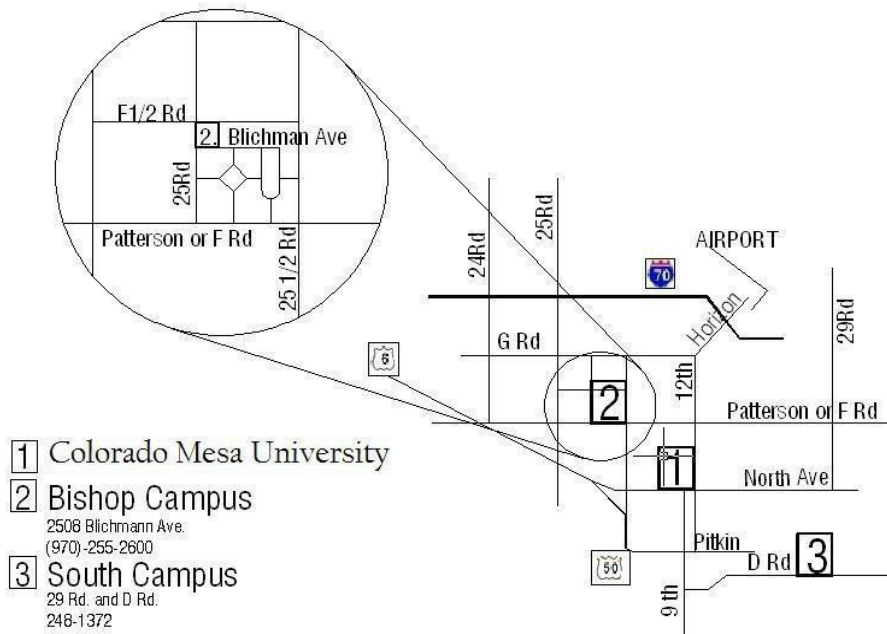 F1/2 Rd
2. Blichman Ave
25Rd
Patterson or F Rd
25 1/2 Rd
24Rd
25Rd
AIRPORT
70
Horizon
29Rd
G Rd
6
12th
2
Patterson or F Rd
1
North Ave
Pitkin
50
D Rd
3
9 th
1 Colorado Mesa University
2 Bishop Campus
2508 Blichmann Ave.
(970)-255-2600
3 South Campus
29 Rd. and D Rd.
248-1372